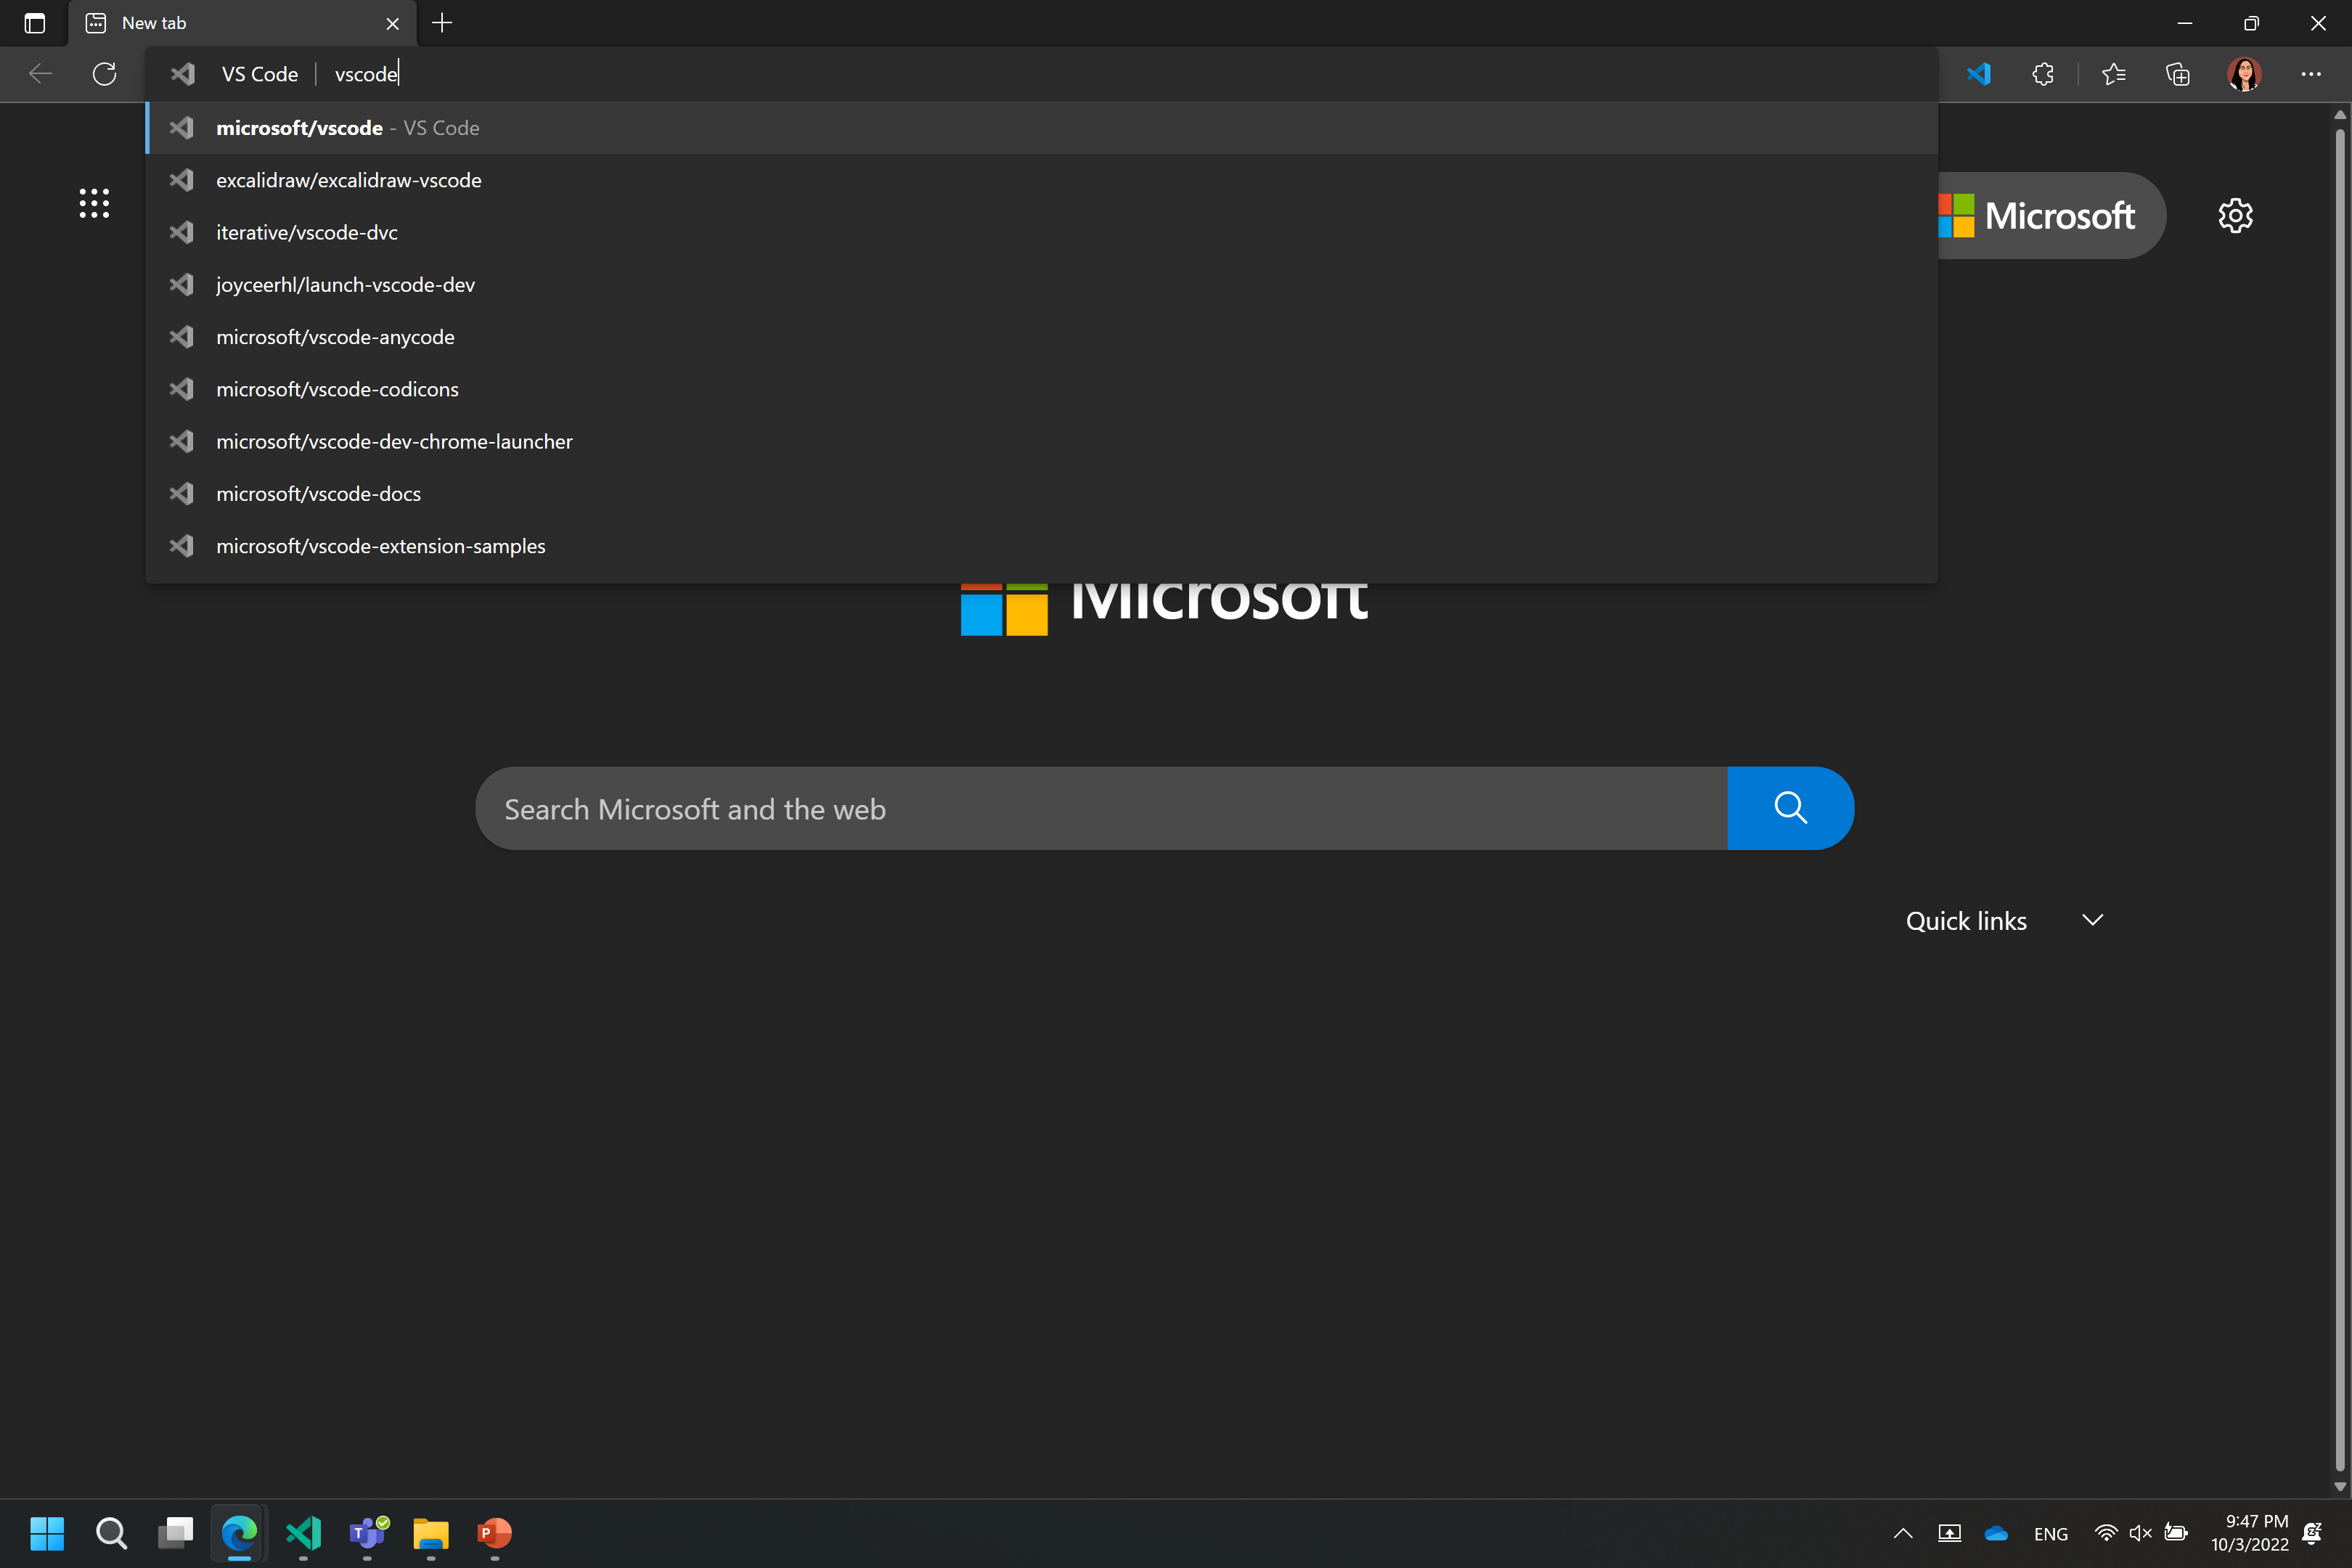 New tab
VS Code | vscode
microsoft/vscode - VS Code
excalidraw/excalidraw-vscode
iterative/vscode-dvc
joyceerhl/launch-vscode-dev
microsoft/vscode-anycode
microsoft/vscode-codicons
microsoft/vscode-dev-chrome-launcher
microsoft/vscode-docs
microsoft/vscode-extension-samples
Microsoft
Microsoft
Search Microsoft and the web
Quick links
T
P
ENG
9:47 PM
10/3/2022